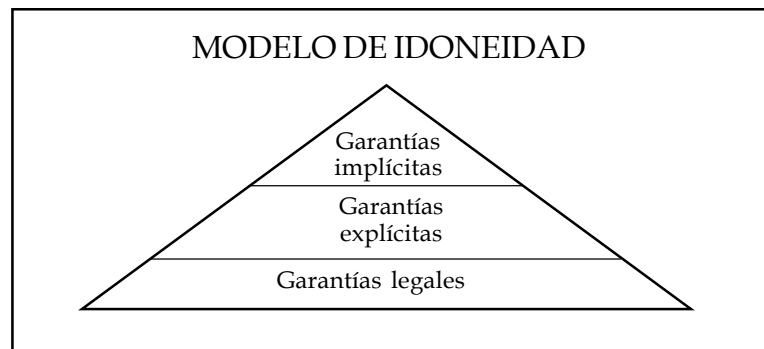 MODELO DE IDONEIDAD
Garantías
implícitas
Garantías
explícitas
Garantías legales